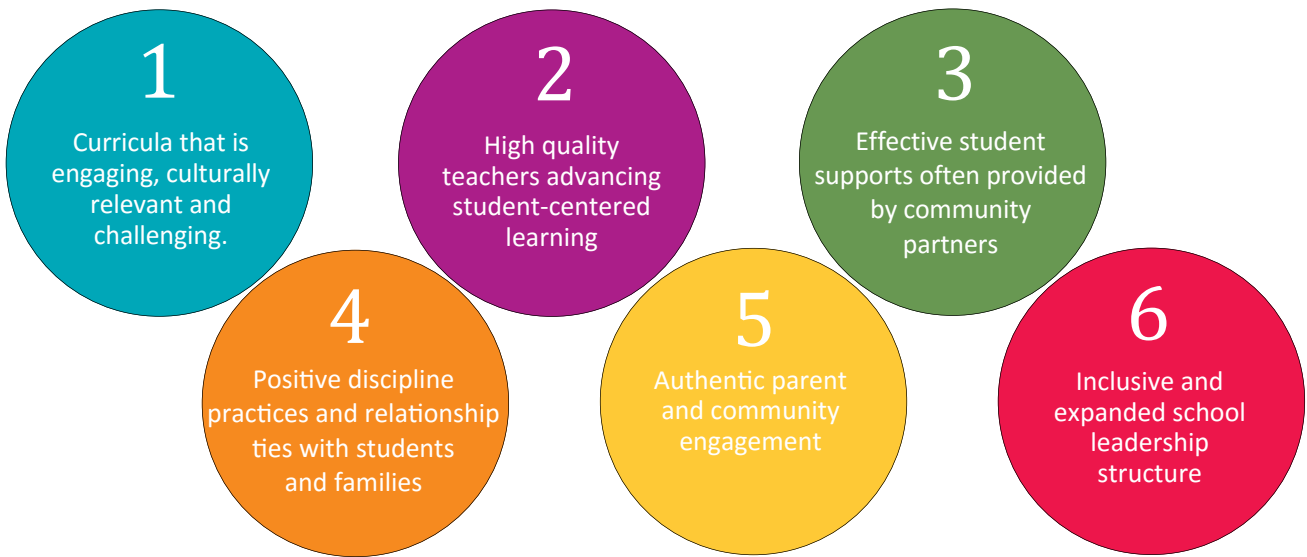 1
Curricula that is
engaging, culturally
relevant and
challenging.
2
High quality
teachers advancing
student-centered
learning
3
Effective student
supports often provided
by community
partners
4
Positive discipline
practices and relationship
ties with students
and families
5
Authentic parent
and community
engagement
6
Inclusive and
expanded school
leadership
structure